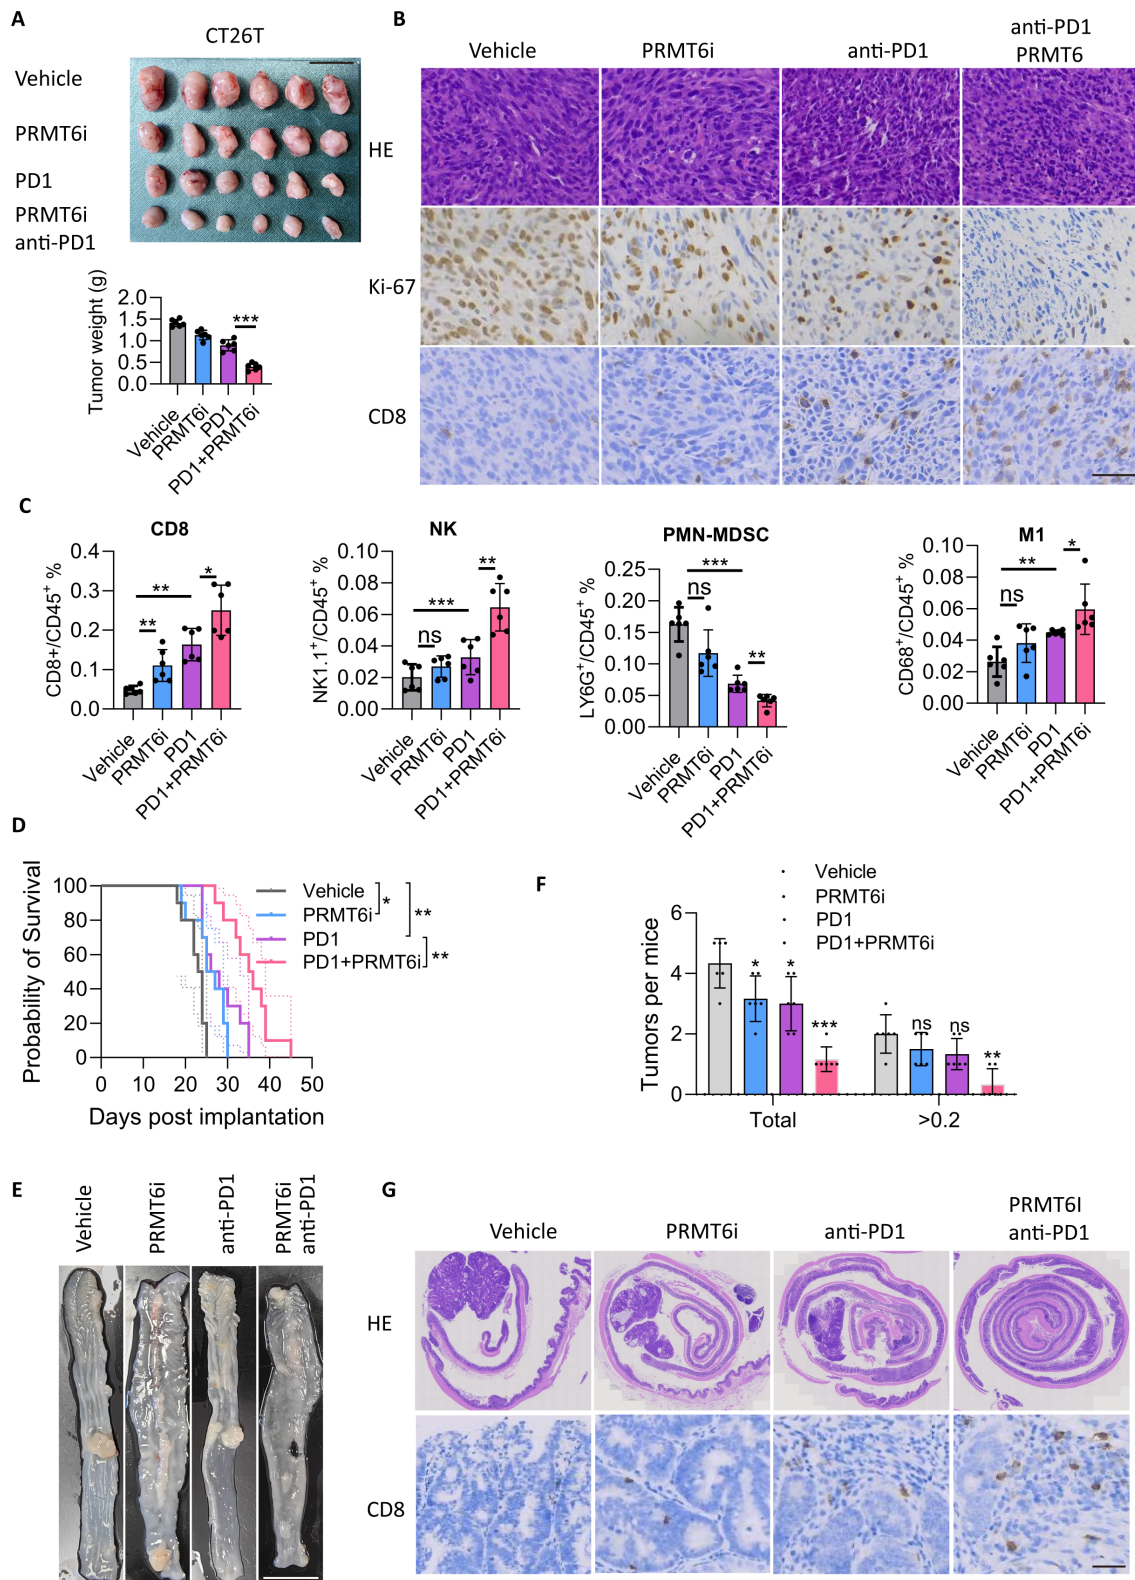 A
CT26T
Vehicle
PRMT6i
PD1
PRMT6i
anti-PD1
Tumor weight (g)
2.0
1.5
1.0
0.5
0.0
***
Vehicle
PRMT6i
PD1
PD1+PRMT6i
B
Vehicle
PRMT6i
anti-PD1
anti-PD1
PRMT6
HE
Ki-67
CD8
C
CD8
CD8+/CD45⁺ %
0.4
0.3
0.2
0.1
0.0
**
**
*
Vehicle
PRMT6i
PD1
PD1+PRMT6i
NK
NK1.1⁺/CD45⁺ %
0.10
0.08
0.06
0.04
0.02
0.00
ns
***
**
Vehicle
PRMT6i
PD1
PD1+PRMT6i
PMN-MDSC
LY6G⁺/CD45⁺ %
0.25
0.20
0.15
0.10
0.05
0.00
***
ns
**
Vehicle
PRMT6i
PD1
PD1+PRMT6i
M1
CD68⁺/CD45⁺ %
0.10
0.08
0.06
0.04
0.02
0.00
**
ns
*
Vehicle
PRMT6i
PD1
PD1+PRMT6i
D
Probability of Survival
100
80
60
40
20
0
0 10 20 30 40 50
Days post implantation
Vehicle
PRMT6i
PD1
PD1+PRMT6i
*
**
**
F
Vehicle
PRMT6i
PD1
PD1+PRMT6i
Tumors per mice
6
4
2
0
* * ***
ns ns **
Total >0.2
E
Vehicle
PRMT6i
anti-PD1
PRMT6i
anti-PD1
G
Vehicle
PRMT6i
anti-PD1
PRMT6I
anti-PD1
HE
CD8